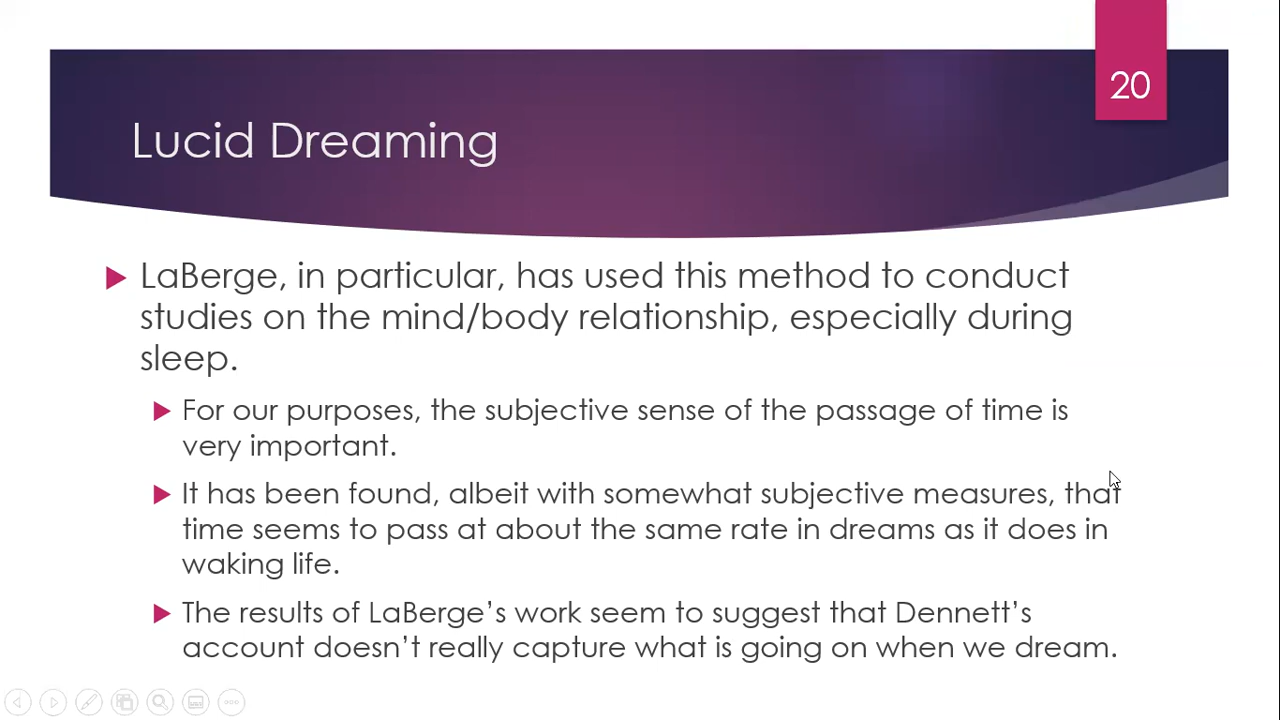 20
Lucid Dreaming
LaBerge, in particular, has used this method to conduct
studies on the mind/body relationship, especially during
sleep.
For our purposes, the subjective sense of the passage of time is
very important.
It has been found, albeit with somewhat subjective measures, that
time seems to pass at about the same rate in dreams as it does in
waking life.
The results of LaBerge’s work seem to suggest that Dennett’s
account doesn’t really capture what is going on when we dream.